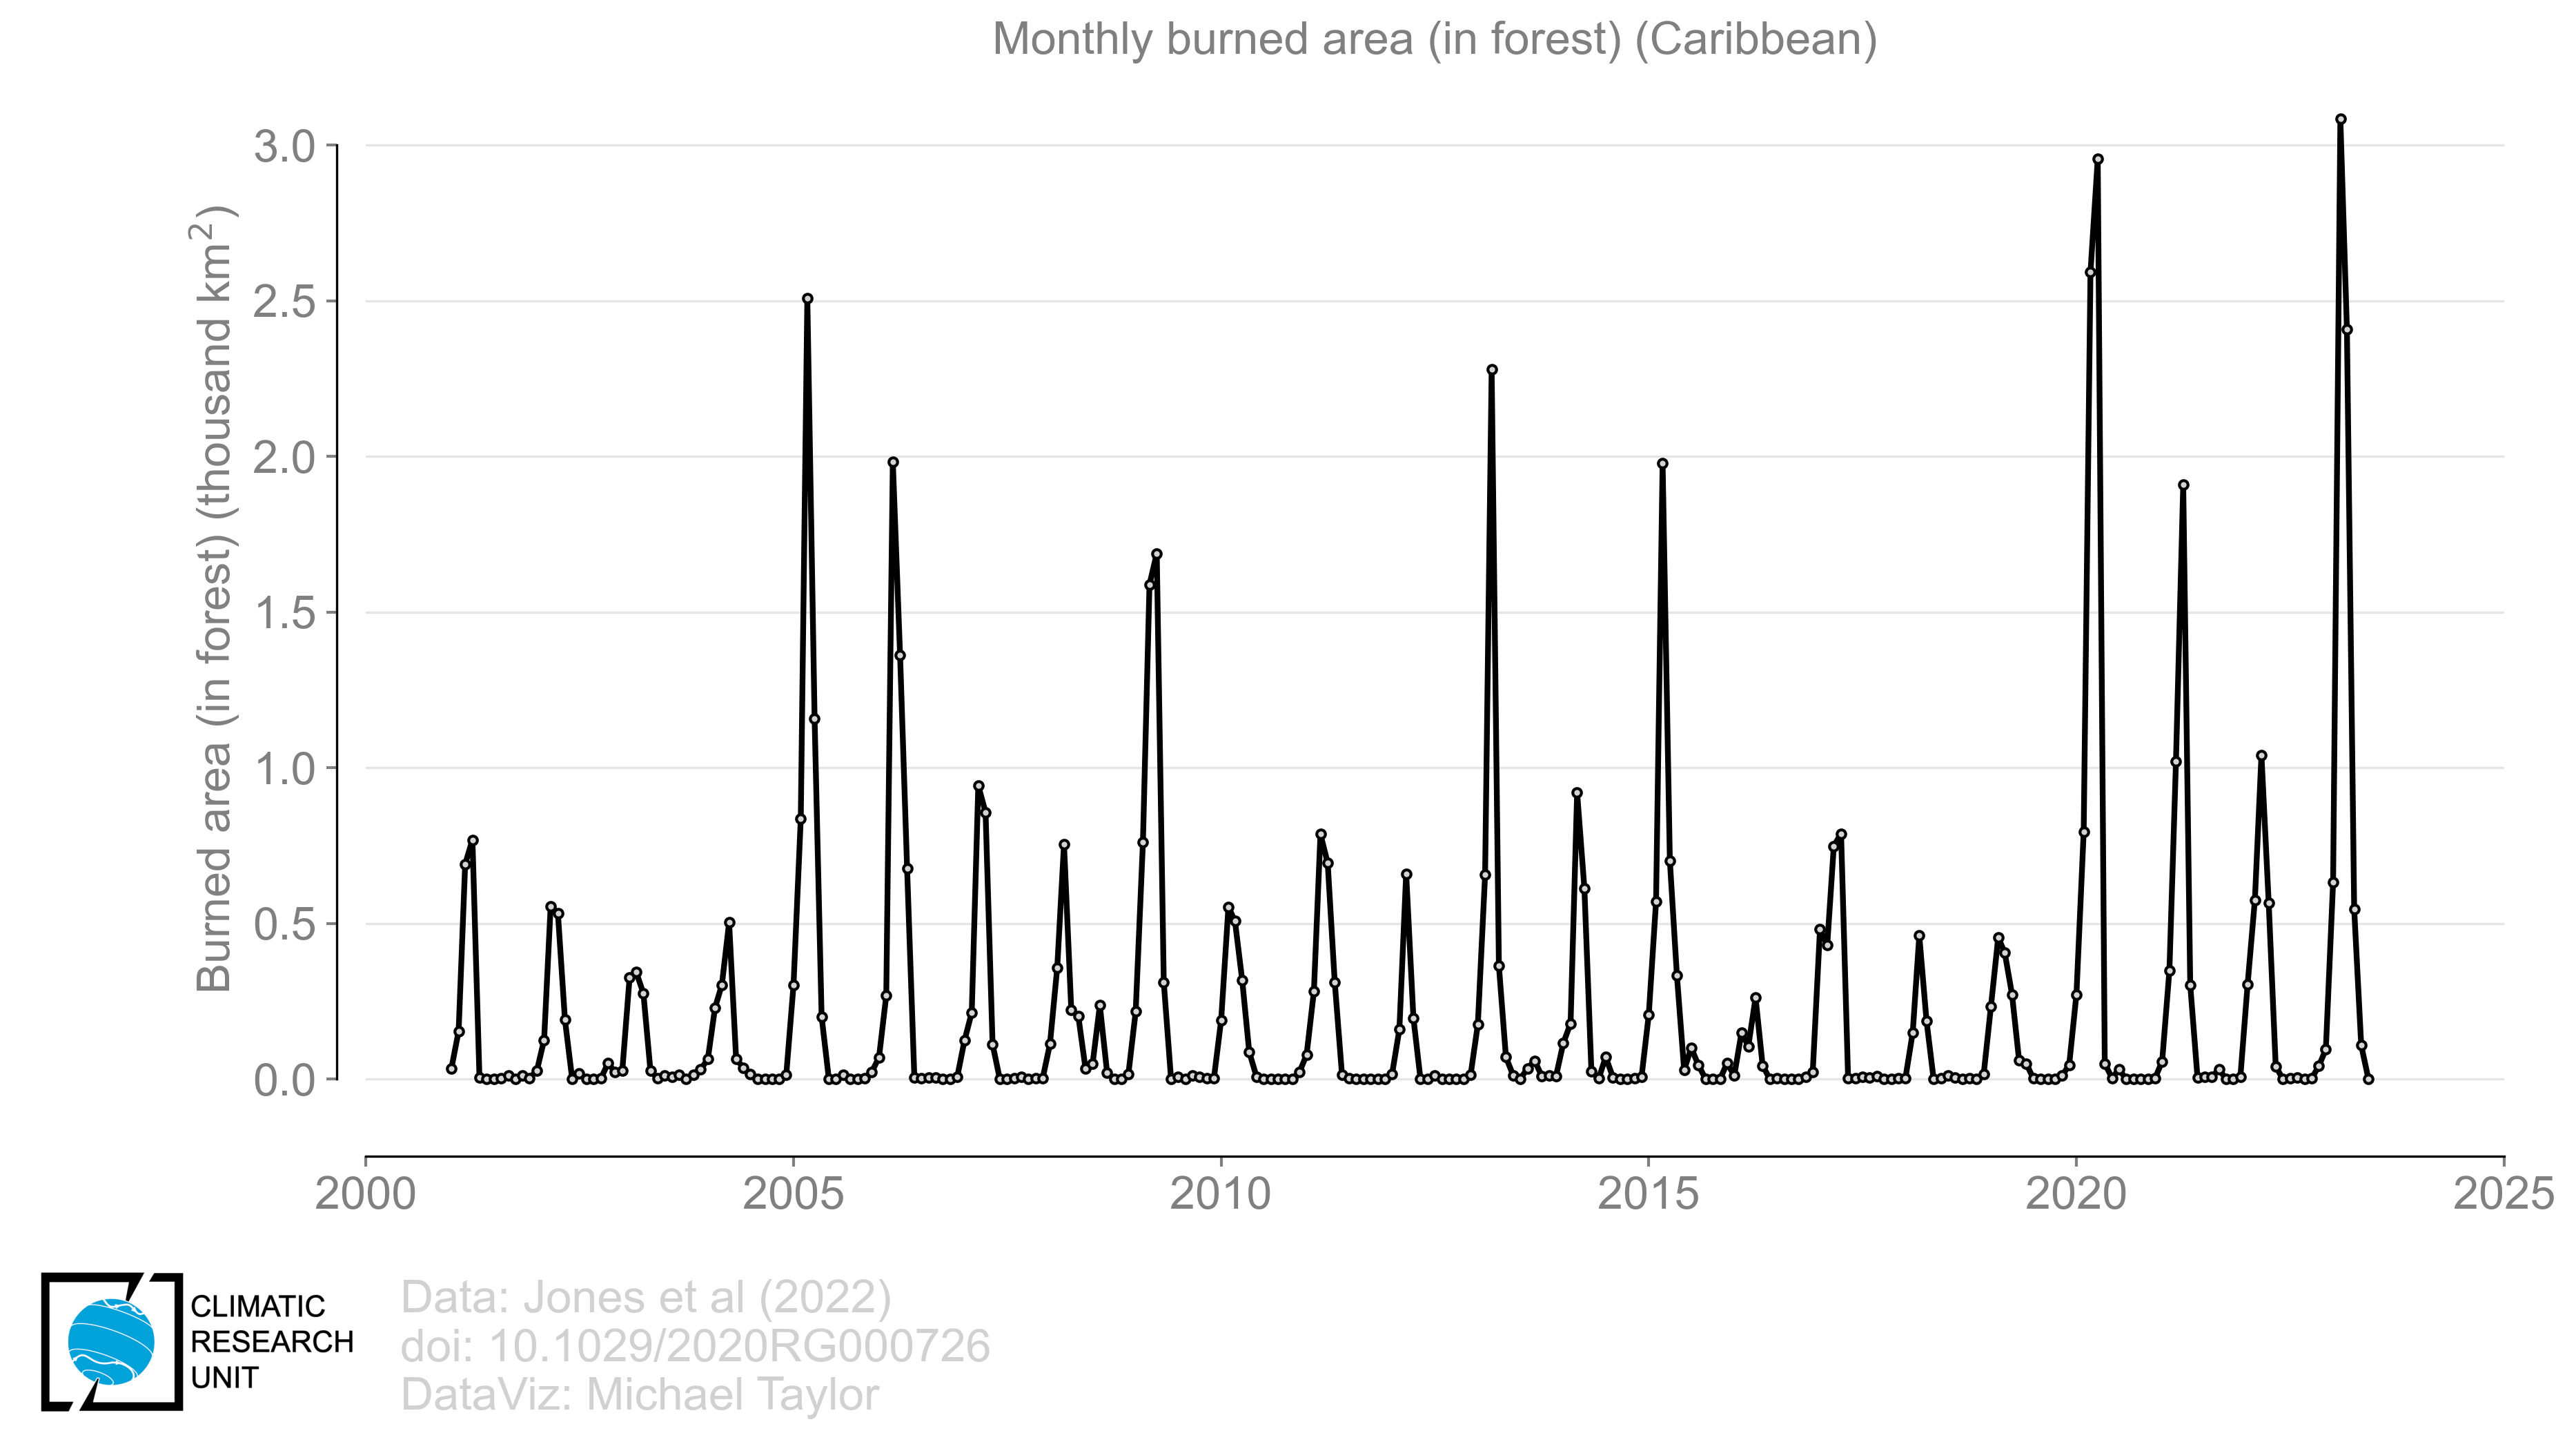 Monthly burned area (in forest) (Caribbean)
Burned area (in forest) (thousand km²)
3.0
2.5
2.0
1.5
1.0
0.5
0.0
2000 2005 2010 2015 2020 2025
CLIMATIC
RESEARCH
UNIT
Data: Jones et al (2022)
doi: 10.1029/2020RG000726
DataViz: Michael Taylor